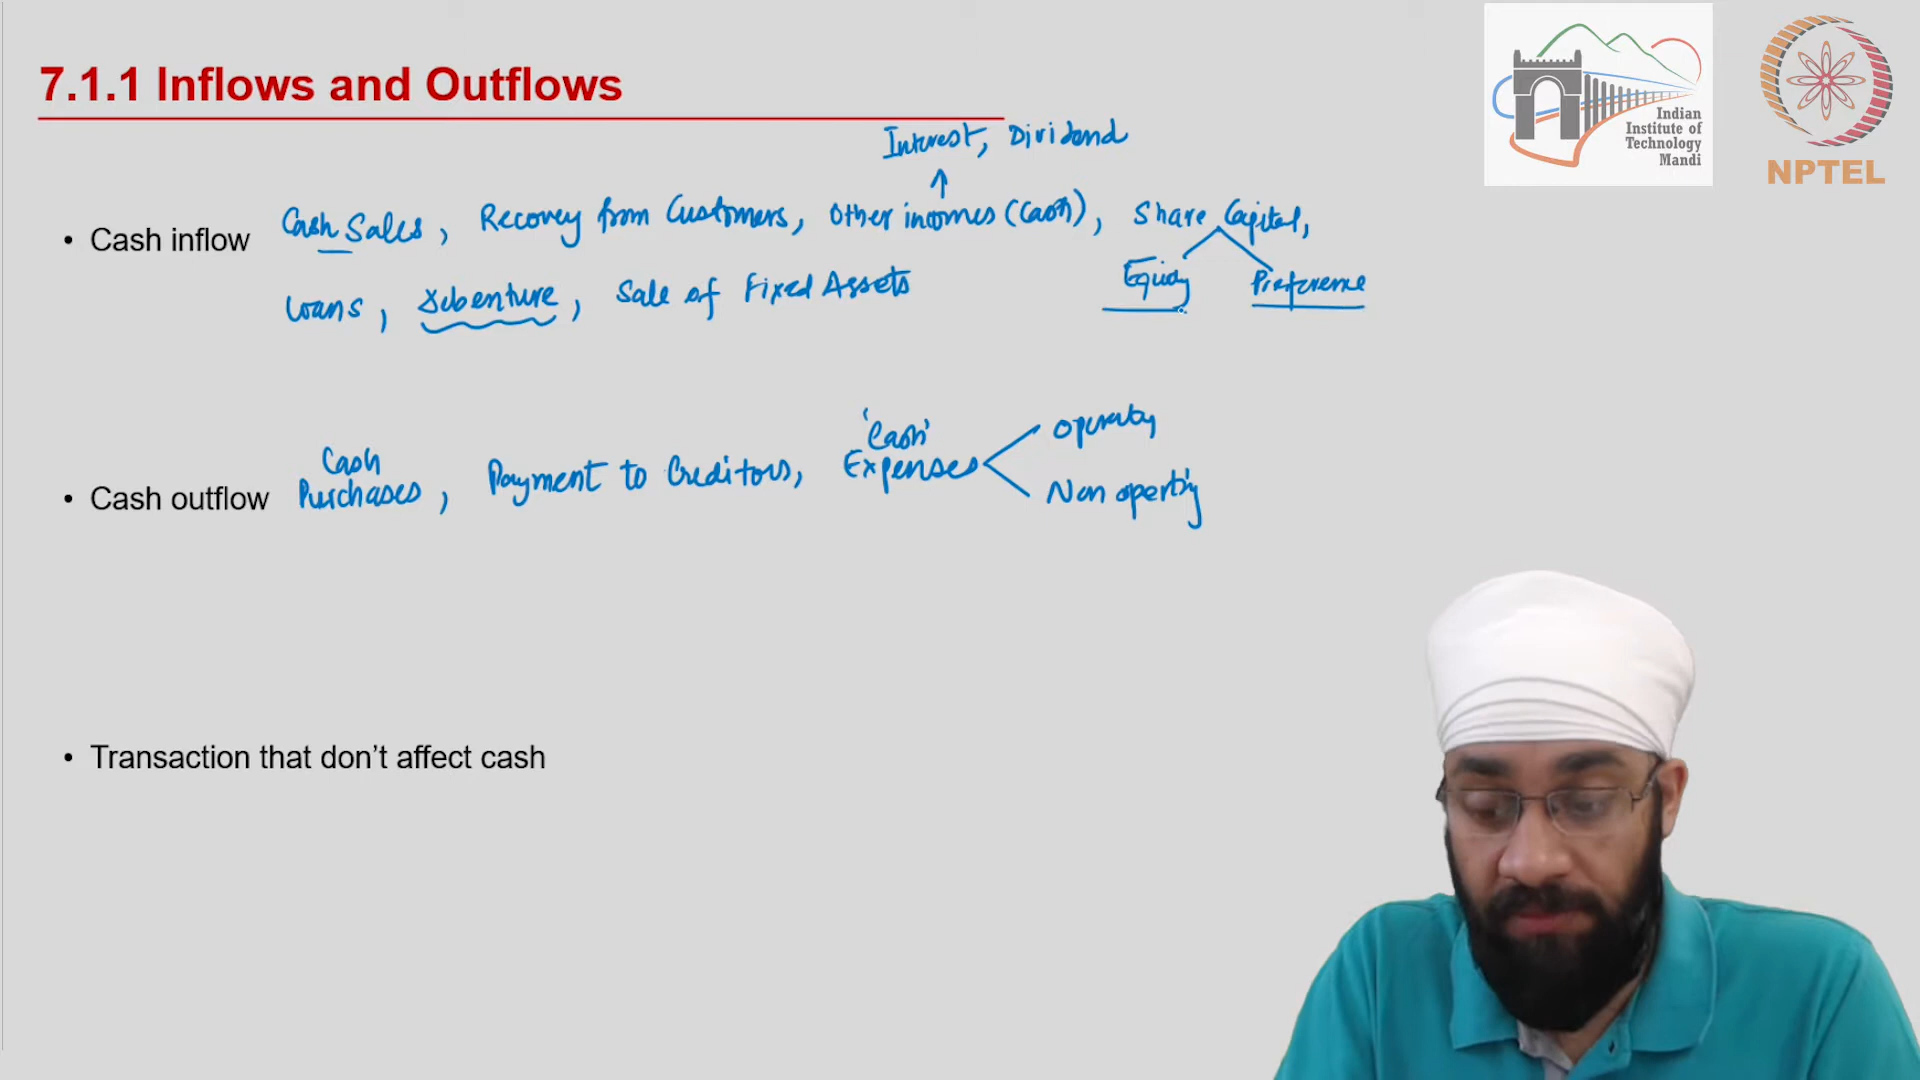 7.1.1 Inflows and Outflows
Indian
Institute of
Technology
Mandi
NPTEL
Interest, Dividend
• Cash inflow Cash Sales, Recovery from Customers, Other incomes (Cash), Share Capital,
Equity Preference
Loans, Debenture, Sale of Fixed Assets
'Cash'
Operating
Cash
• Cash outflow Purchases, Payment to Creditors, Expenses
Non operating
• Transaction that don't affect cash